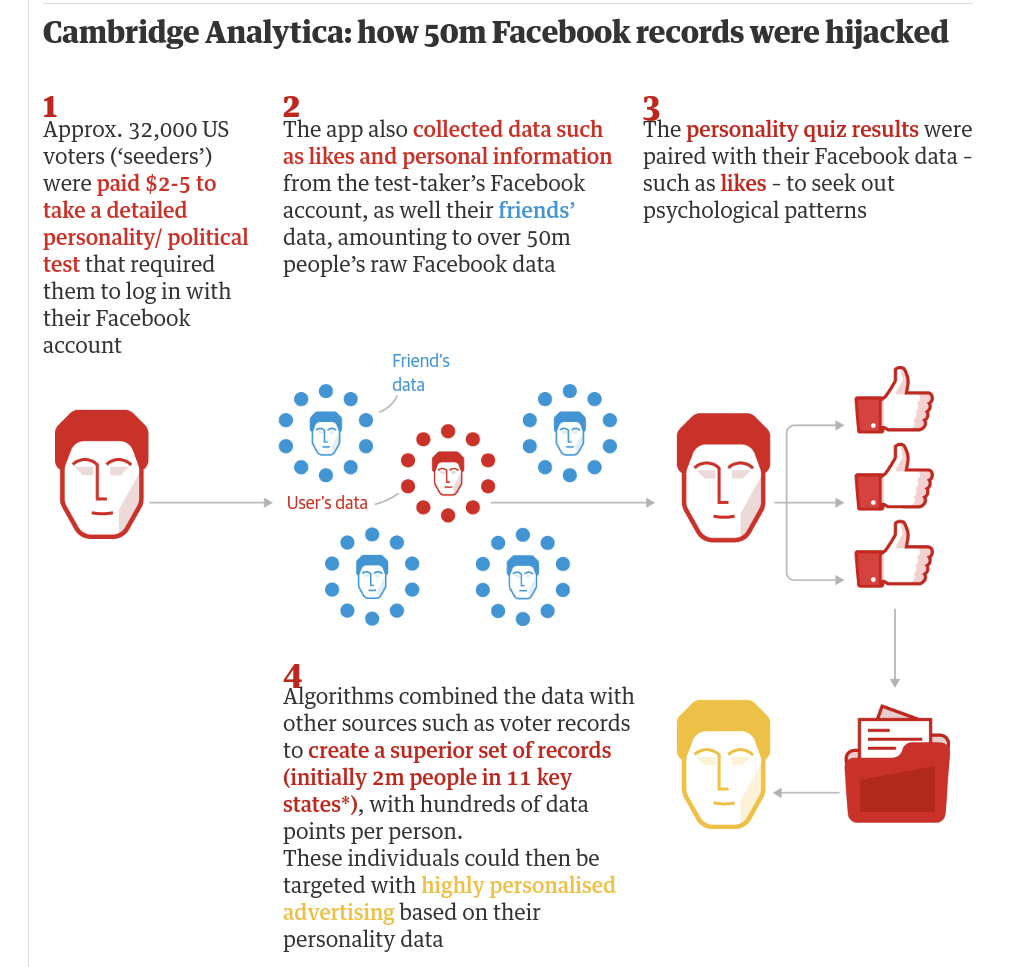 Cambridge Analytica: how 50m Facebook records were hijacked
1
Approx. 32,000 US
voters (‘seeders’)
were paid $2-5 to
take a detailed
personality/ political
test that required
them to log in with
their Facebook
account
2
The app also collected data such
as likes and personal information
from the test-taker’s Facebook
account, as well their friends’
data, amounting to over 50m
people’s raw Facebook data
3
The personality quiz results were
paired with their Facebook data –
such as likes – to seek out
psychological patterns
Friend's
data
User's data
4
Algorithms combined the data with
other sources such as voter records
to create a superior set of records
(initially 2m people in 11 key
states*), with hundreds of data
points per person.
These individuals could then be
targeted with highly personalised
advertising based on their
personality data